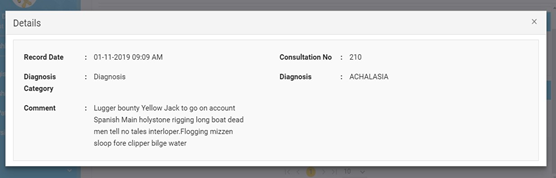 Details ×
Record Date : 01-11-2019 09:09 AM Consultation No : 210
Diagnosis Category : Diagnosis Diagnosis : ACHALASIA
Comment : Lugger bounty Yellow Jack to go on account
Spanish Main holystone rigging long boat dead
men tell no tales interloper.Flogging mizzen
sloop fore clipper bilge water